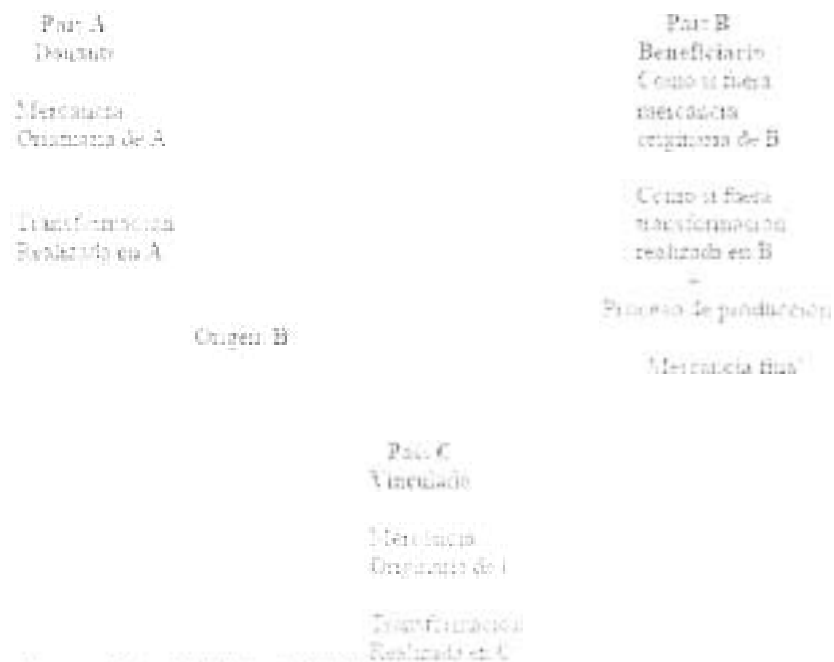 País A
Donante
Mercancía
Originaria de A
Transformación
Realizada en A
País B
Beneficiario
Como si fuera
mercancía
originaria de B
Como si fuera
transformación
realizada en B
+
Proceso de producción
Mercancía final
Origen: B
País C
Vinculado
Mercancía
Originaria de C
Transformación
Realizada en C